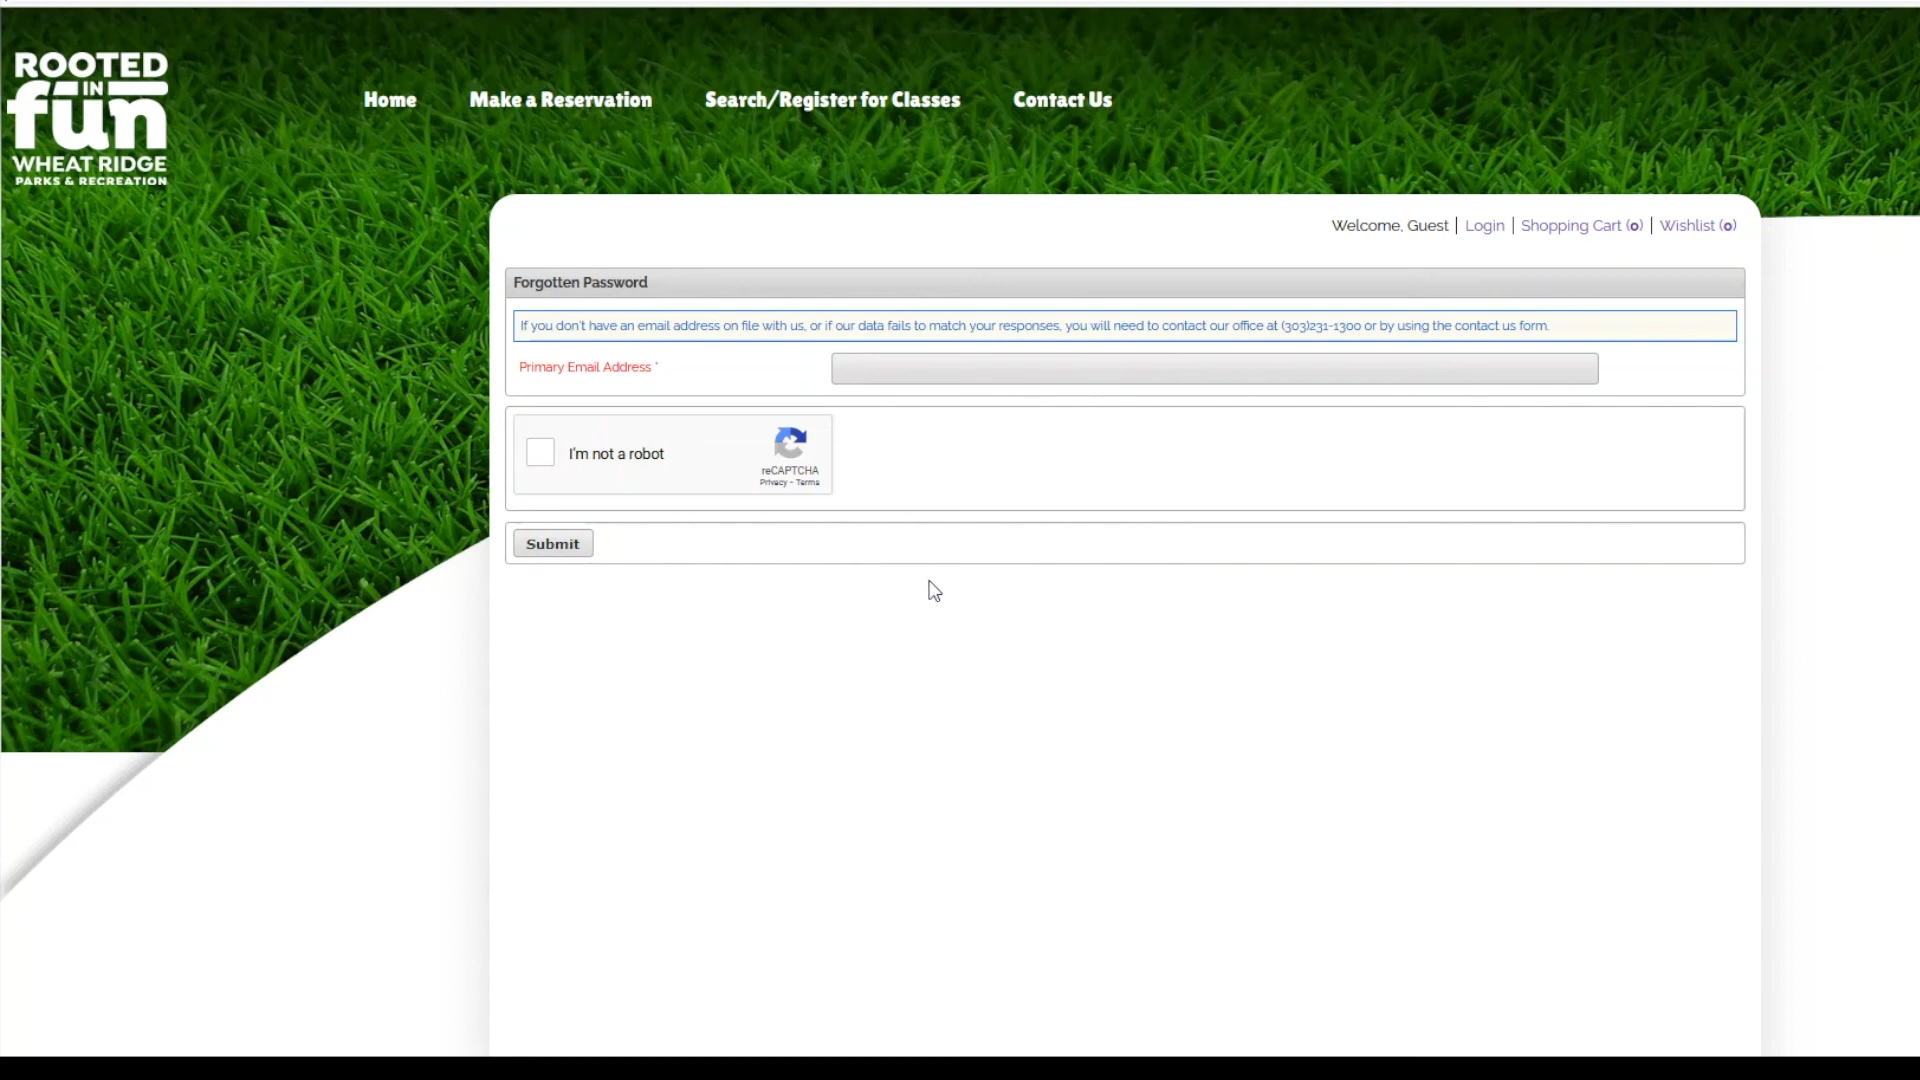 ROOTED
IN
fun
WHEAT RIDGE
PARKS & RECREATION
Home Make a Reservation Search/Register for Classes Contact Us
Welcome, Guest | Login | Shopping Cart (0) | Wishlist (0)
Forgotten Password
If you don't have an email address on file with us, or if our data fails to match your responses, you will need to contact our office at (303)231-1300 or by using the contact us form.
Primary Email Address *
I'm not a robot
reCAPTCHA
Privacy - Terms
Submit